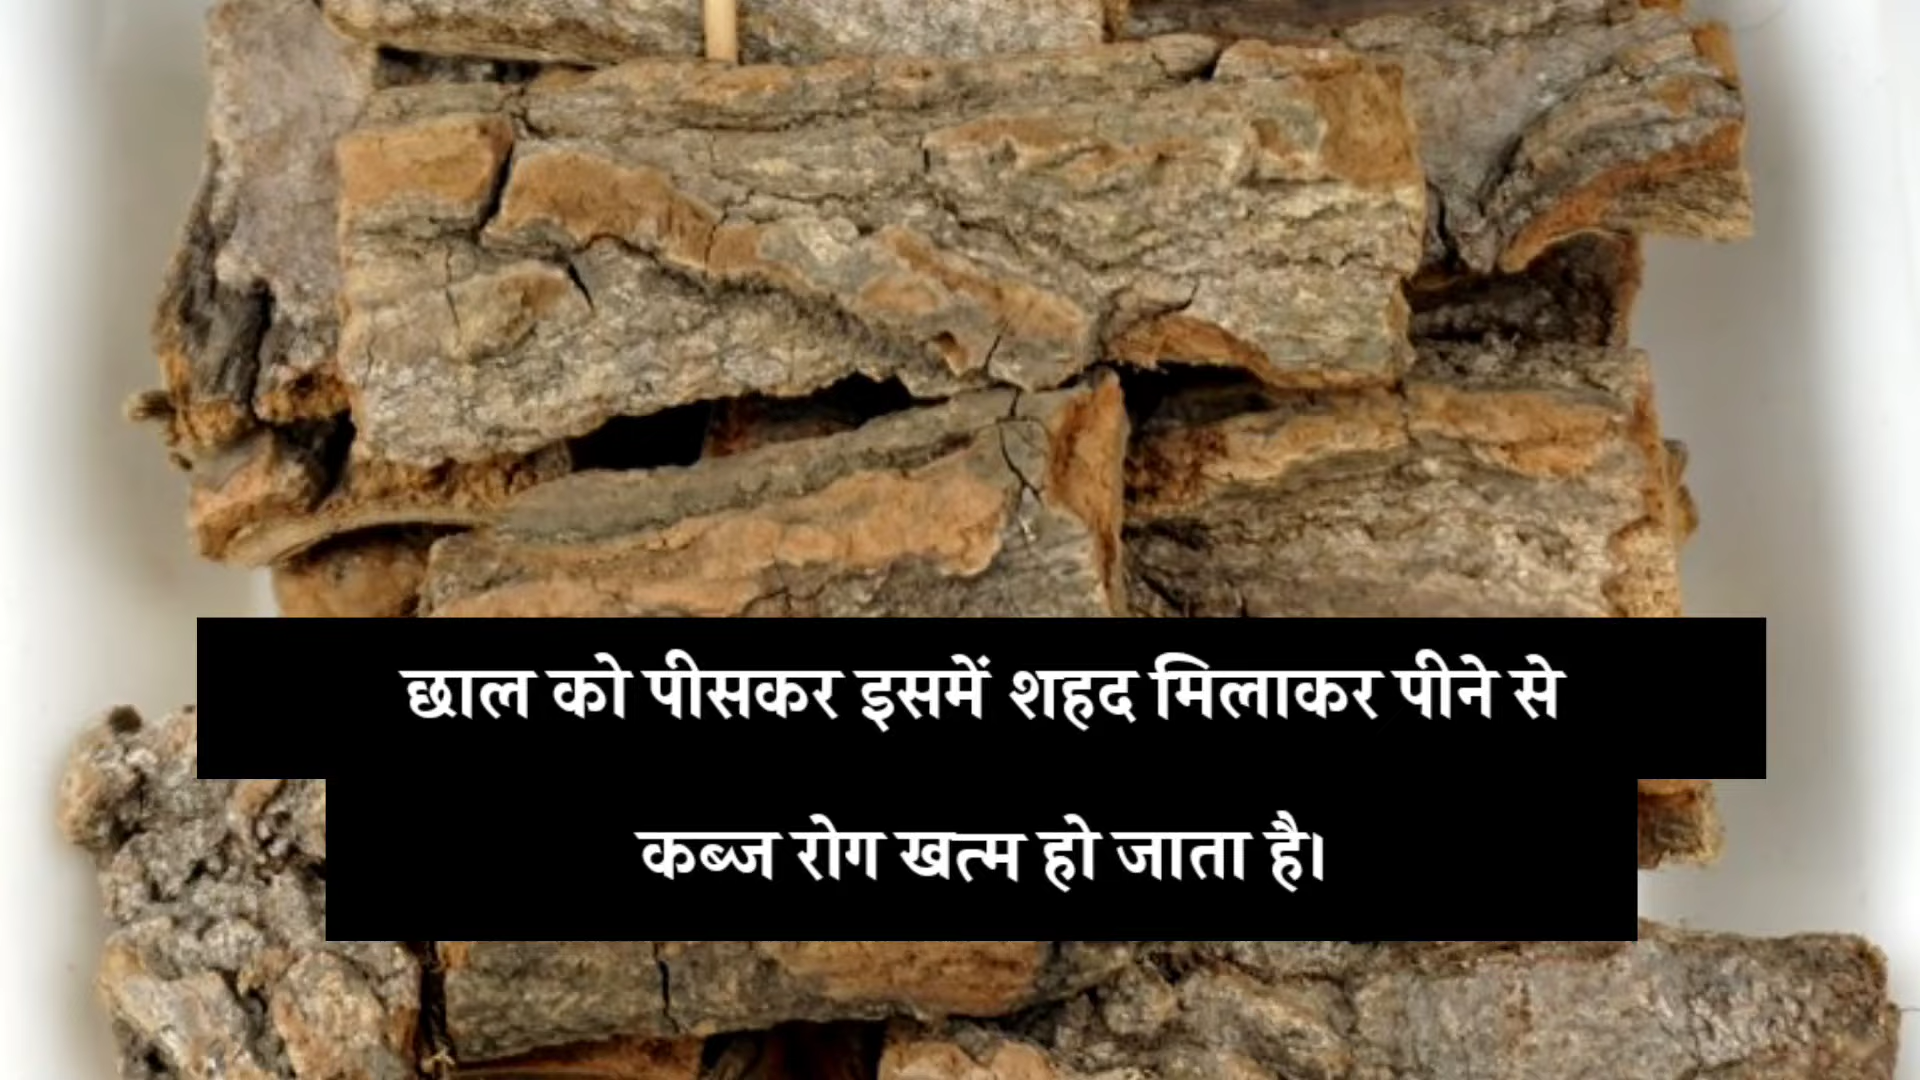 छाल को पीसकर इसमें शहद मिलाकर पीने से
कब्ज रोग खत्म हो जाता है।